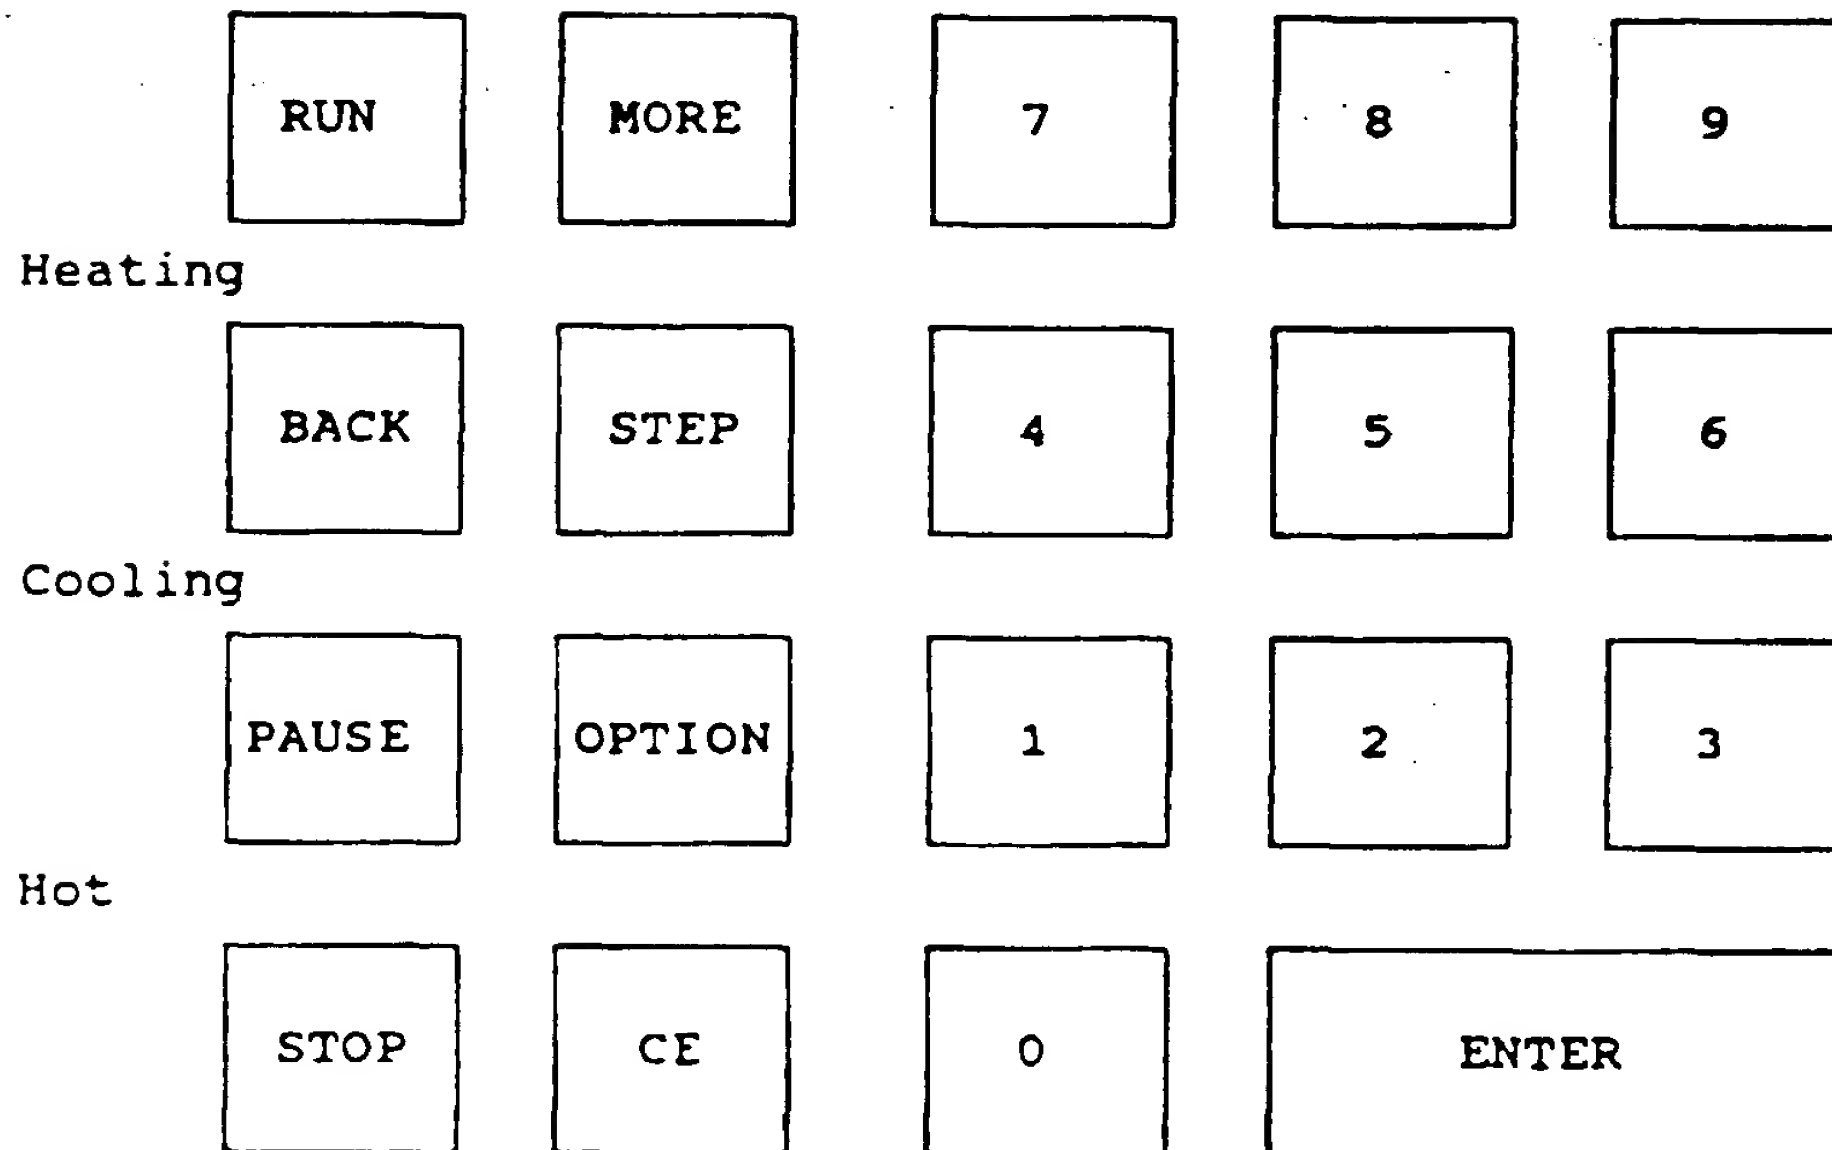 RUN MORE 7 8 9
Heating
BACK STEP 4 5 6
Cooling
PAUSE OPTION 1 2 3
Hot
STOP CE 0 ENTER